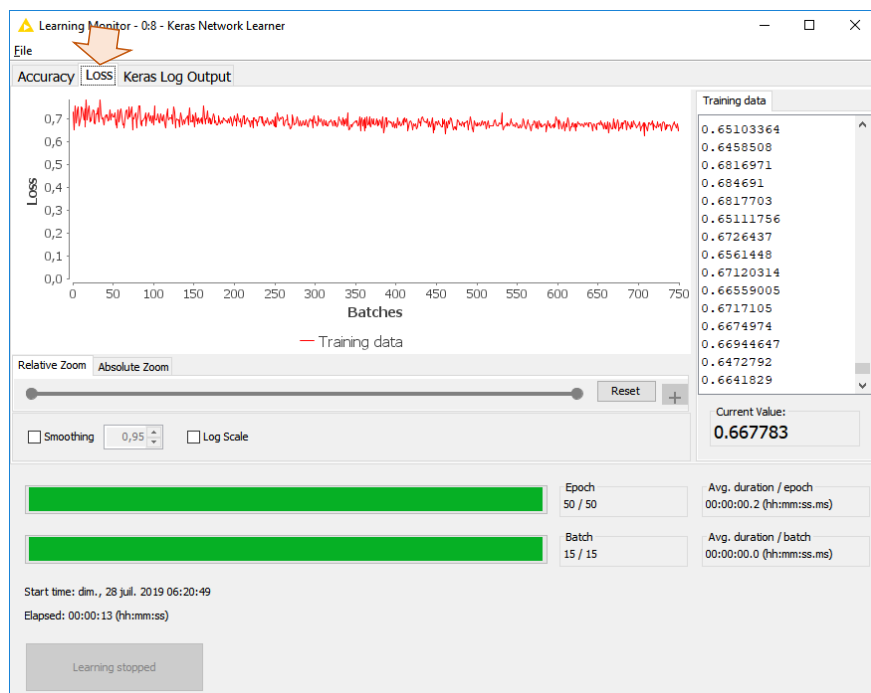 Learning Monitor - 0:8 - Keras Network Learner
File
Accuracy Loss Keras Log Output
Training data
0,7
0,6
0,5
0,4
0,3
0,2
0,1
0,0
Loss
0 50 100 150 200 250 300 350 400 450 500 550 600 650 700 750
Batches
Training data
0.65103364
0.6458508
0.6816971
0.684691
0.6817703
0.65111756
0.6726437
0.6561448
0.67120314
0.66559005
0.6717105
0.6674974
0.66944647
0.6472792
0.6641829
Relative Zoom Absolute Zoom
Reset +
Current Value:
0.667783
Smoothing 0,95 Log Scale
Epoch
50 / 50
Avg. duration / epoch
00:00:00.2 (hh:mm:ss.ms)
Batch
15 / 15
Avg. duration / batch
00:00:00.0 (hh:mm:ss.ms)
Start time: dim., 28 juil. 2019 06:20:49
Elapsed: 00:00:13 (hh:mm:ss)
Learning stopped